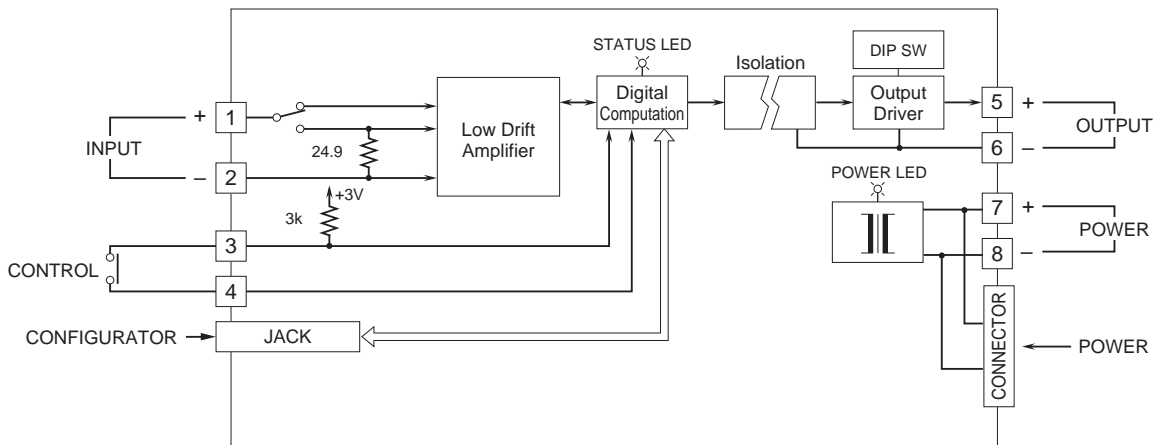 STATUS LED
DIP SW
Isolation
Digital
Computation
Output
Driver
Low Drift
Amplifier
+
1
INPUT
24.9
–
2
5
+
OUTPUT
6
–
+3V
3k
POWER LED
7
+
POWER
8
–
3
CONTROL
4
CONFIGURATOR
JACK
CONNECTOR
POWER